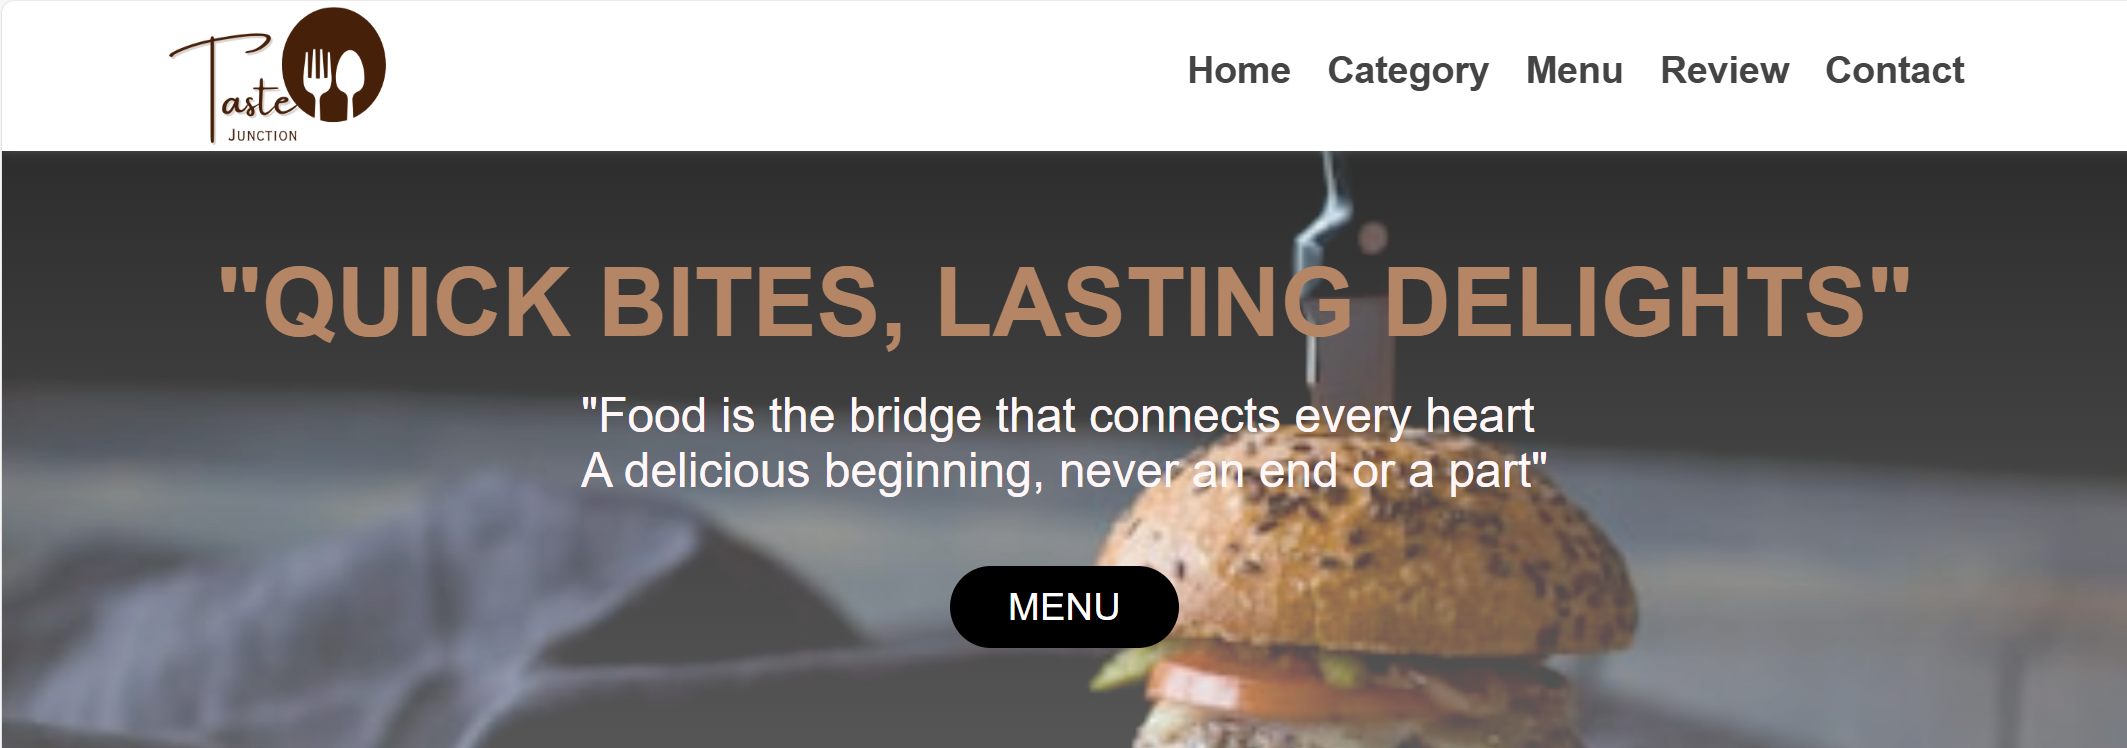 Taste
JUNCTION
Home Category Menu Review Contact
"QUICK BITES, LASTING DELIGHTS"
"Food is the bridge that connects every heart
A delicious beginning, never an end or a part"
MENU